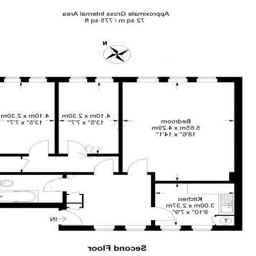 Approximate Gross Internal Area
72 sq m / 775 sq ft
N
4.10m x 2.30m
13'5" x 7'7"
4.10m x 2.30m
13'5" x 7'7"
Bedroom
5.65m x 4.29m
18'6" x 14'1"
Kitchen
3.00m x 2.37m
9'10" x 7'9"
T
IN
Second Floor